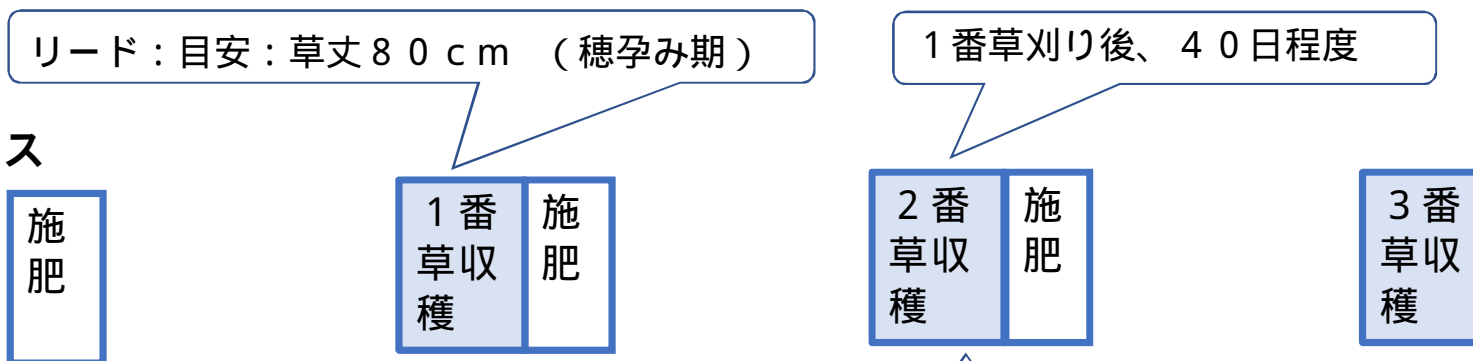 リード：目安：草丈８０ｃｍ　（穂孕み期）
１番草刈り後、４０日程度
ス
施
肥
１番
草収
穫
施
肥
２番
草収
穫
施
肥
３番
草収
穫